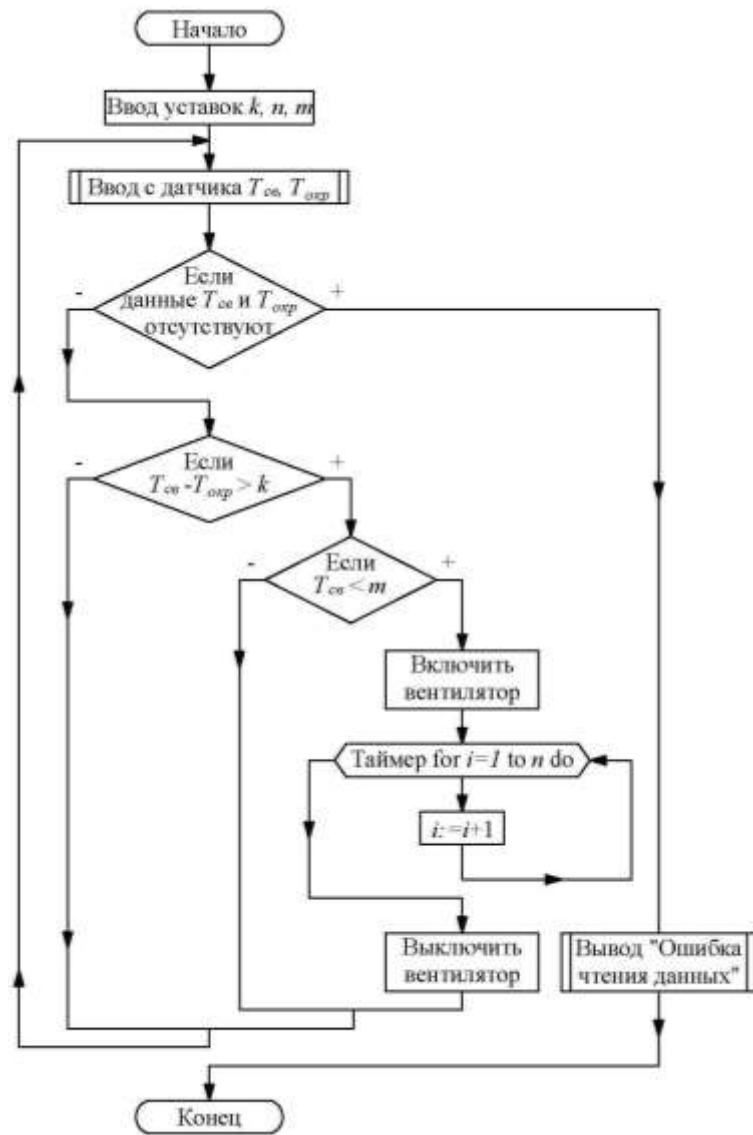 Начало
Ввод уставок k, n, m
Ввод с датчика Tсв, Tокр
Если
данные Tсв и Tокр
отсутствуют
-
+
Если
Tсв -Tокр > k
-
+
Если
Tсв < m
-
+
Включить
вентилятор
Таймер for i=1 to n do
i:=i+1
Выключить
вентилятор
Вывод "Ошибка
чтения данных"
Конец